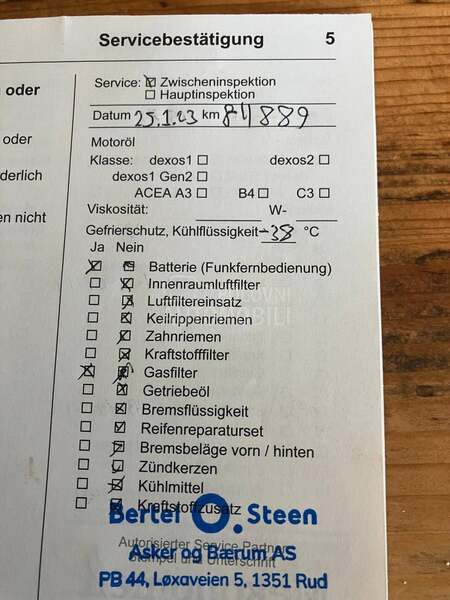 Servicebestätigung 5
oder
oder
derlich
en nicht
Service: Zwischeninspektion
Hauptinspektion
Datum 25.1.23 km 84889
Motoröl
Klasse: dexos1 dexos2
dexos1 Gen2
ACEA A3 B4 C3
Viskosität: W-
Gefrierschutz, Kühlflüssigkeit -38 °C
Ja Nein
Batterie (Funkfernbedienung)
Innenraumluftfilter
Luftfiltereinsatz
Keilrippenriemen
Zahnriemen
Kraftstofffilter
Gasfilter
Getriebeöl
Bremsflüssigkeit
Reifenreparaturset
Bremsbeläge vorn / hinten
Zündkerzen
Kühlmittel
Kraftstoffzusatz
Bertel O. Steen
Autorisierter Service Partner
Asker og Bærum AS
Stempel und Unterschrift
PB 44, Løxaveien 5, 1351 Rud